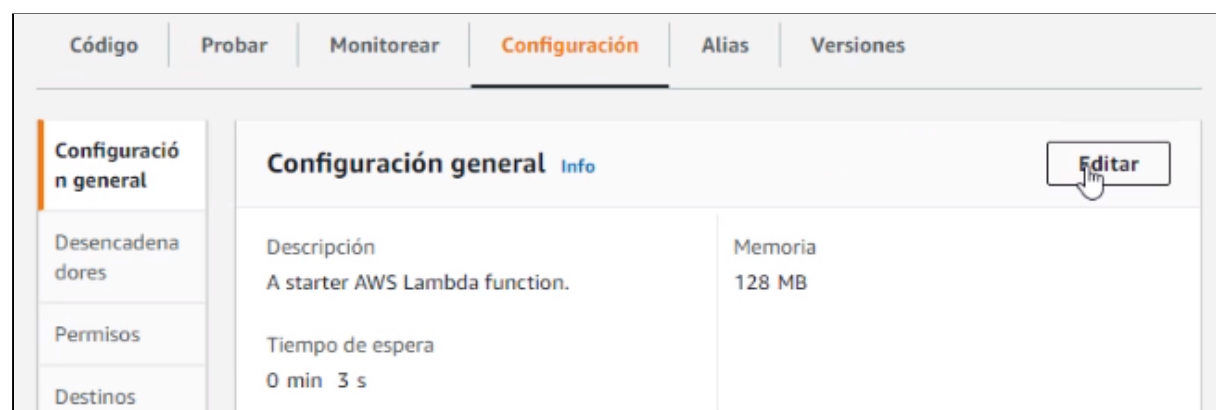 Código Probar Monitorear Configuración Alias Versiones
Configuració
n general
Configuración general Info
Editar
Desencadena
dores
Descripción
A starter AWS Lambda function.
Memoria
128 MB
Permisos
Tiempo de espera
0 min 3 s
Destinos